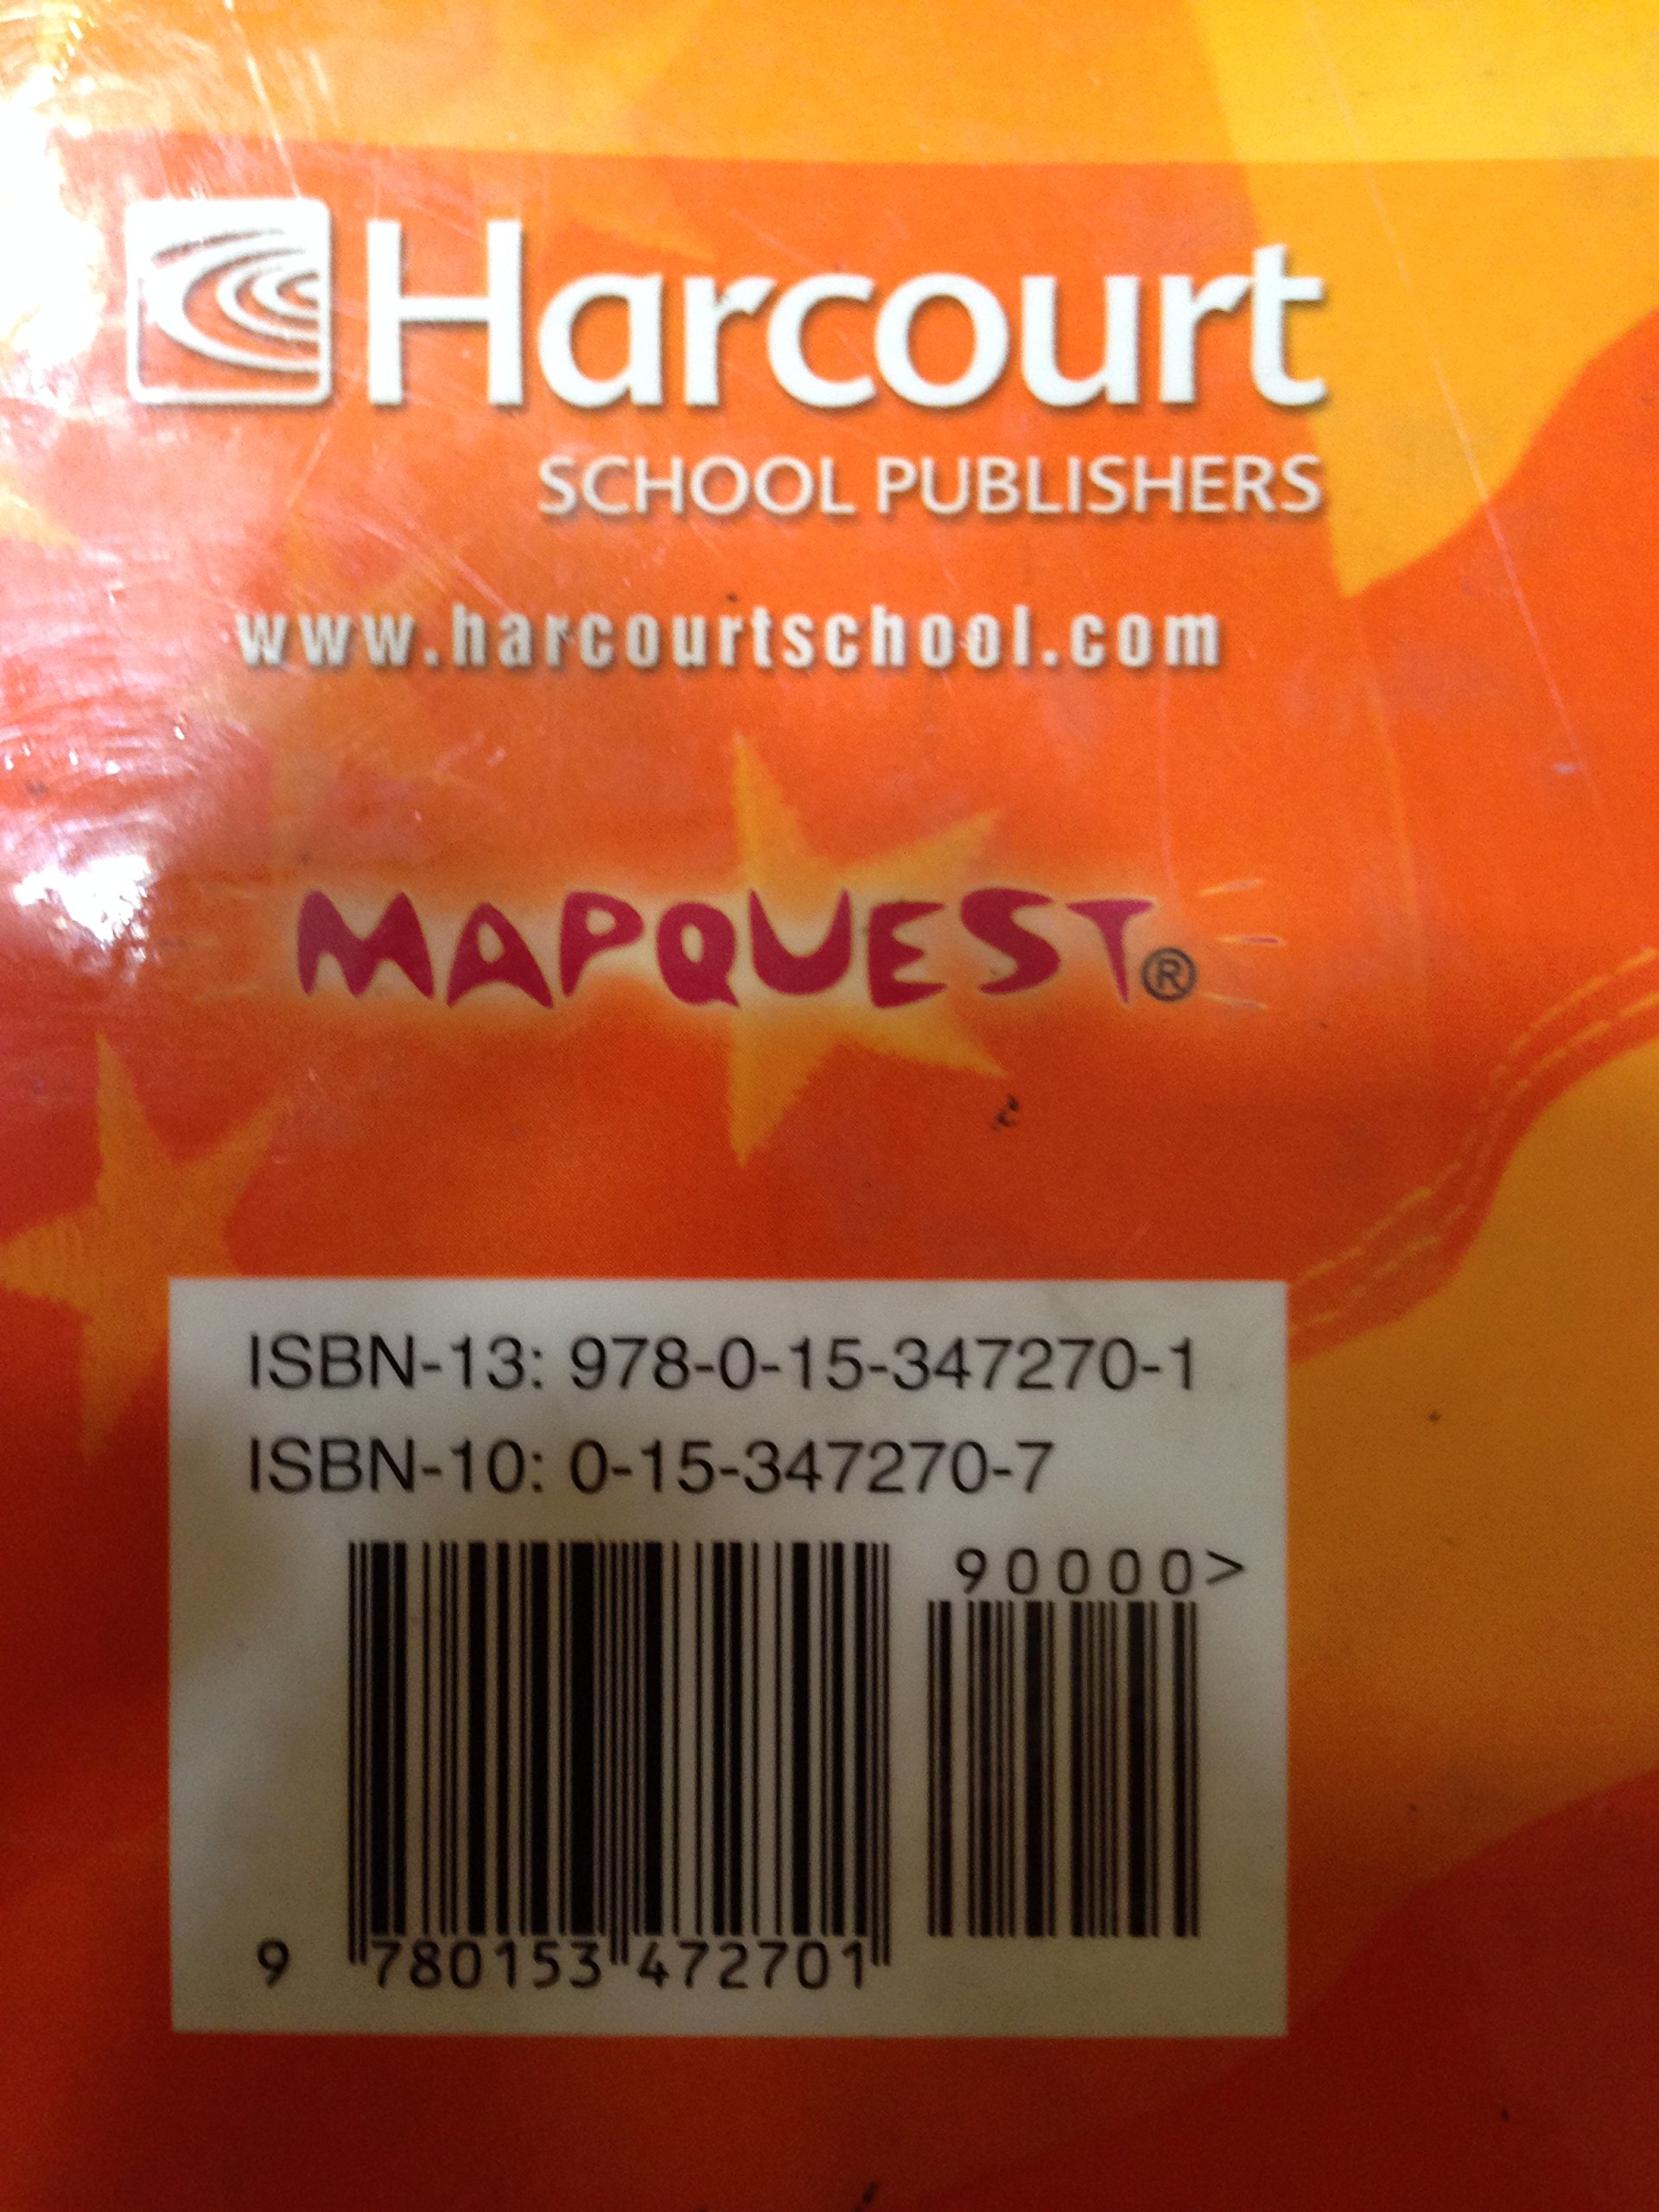 Harcourt
SCHOOL PUBLISHERS
www.harcourtschool.com
MAPQUEST®
ISBN-13: 978-0-15-347270-1
ISBN-10: 0-15-347270-7
90000>
9 780153 472701